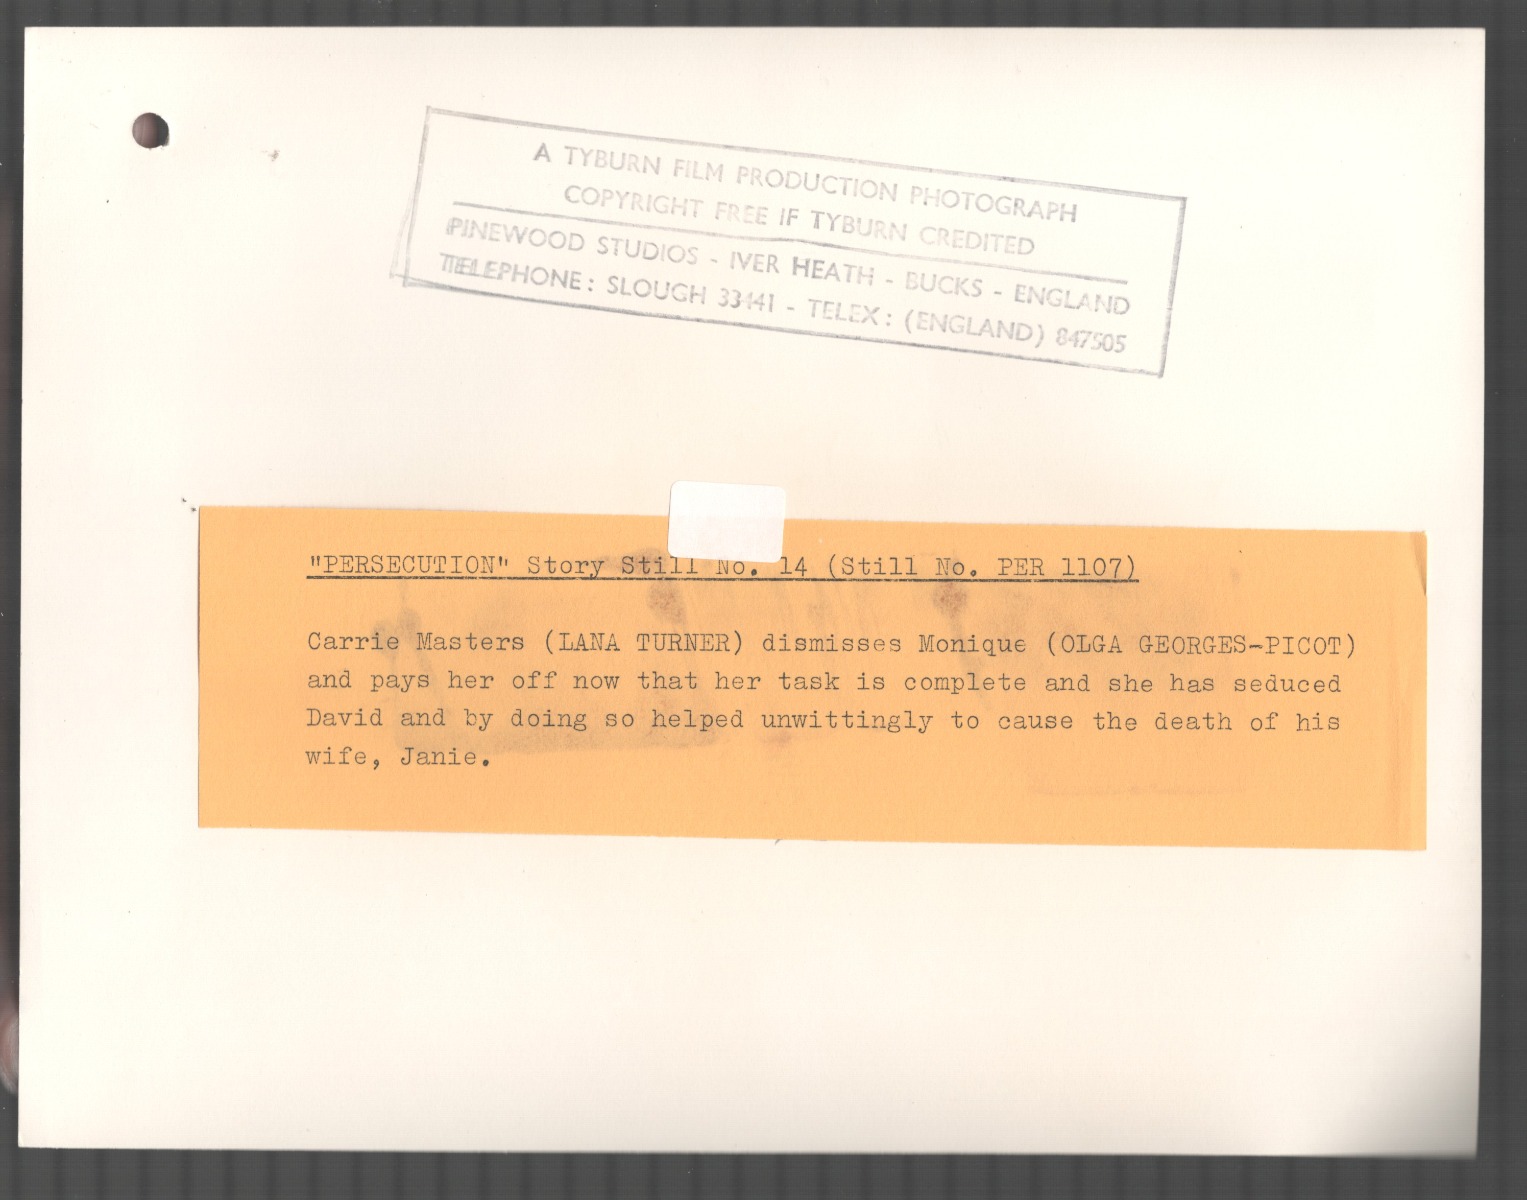 A TYBURN FILM PRODUCTION PHOTOGRAPH
COPYRIGHT FREE IF TYBURN CREDITED
PINEWOOD STUDIOS - IVER HEATH - BUCKS - ENGLAND
TELEPHONE: SLOUGH 33441 - TELEX: (ENGLAND) 847505
"PERSECUTION" Story Still No. 14 (Still No. PER 1107)
Carrie Masters (LANA TURNER) dismisses Monique (OLGA GEORGES-PICOT)
and pays her off now that her task is complete and she has seduced
David and by doing so helped unwittingly to cause the death of his
wife, Janie.